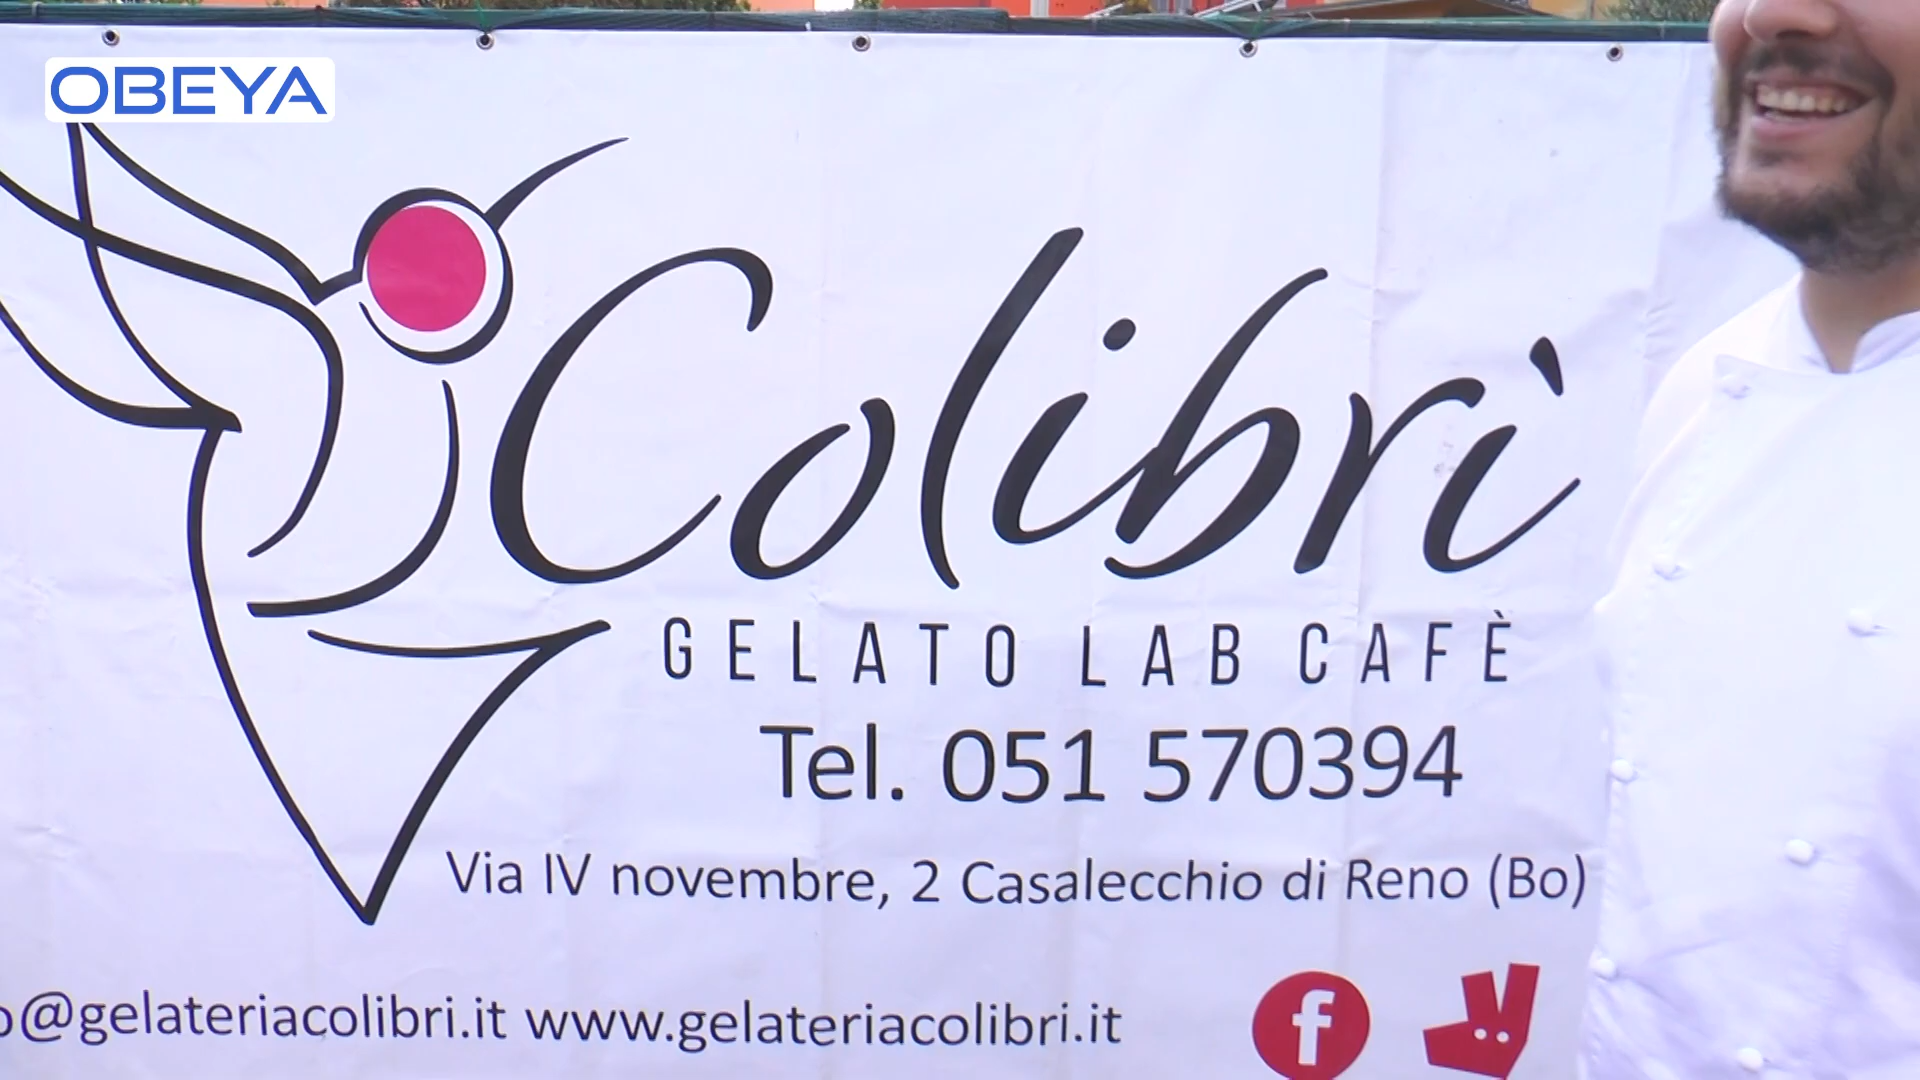 OBEYA
Colibrì
GELATO LAB CAFÈ
Tel. 051 570394
Via IV novembre, 2 Casalecchio di Reno (Bo)
o@gelateriacolibri.it www.gelateriacolibri.it
f